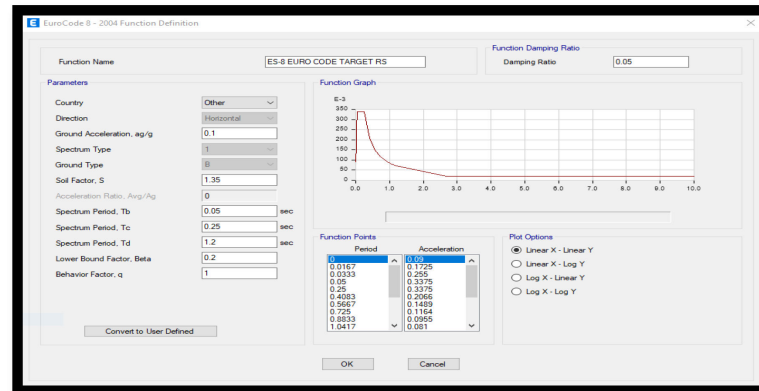 EuroCode 8 - 2004 Function Definition
Function Name
ES-8 EURO CODE TARGET RS
Function Damping Ratio
Damping Ratio
0.05
Parameters
Country
Other
Direction
Horizontal
Ground Acceleration, ag/g
0.1
Spectrum Type
1
Ground Type
B
Soil Factor, S
1.35
Acceleration Ratio, Avg/Ag
0
Spectrum Period, Tb
0.05
sec
Spectrum Period, Tc
0.25
sec
Spectrum Period, Td
1.2
sec
Lower Bound Factor, Beta
0.2
Behavior Factor, q
1
Convert to User Defined
Function Graph
E-3
350
300
250
200
150
100
50
0
0.0 1.0 2.0 3.0 4.0 5.0 6.0 7.0 8.0 9.0 10.0
Function Points
Period Acceleration
0 0.09
0.0167 0.1725
0.0333 0.255
0.05 0.3375
0.25 0.3375
0.4083 0.2066
0.5667 0.1489
0.725 0.1164
0.8833 0.0955
1.0417 0.081
Plot Options
Linear X - Linear Y
Linear X - Log Y
Log X - Linear Y
Log X - Log Y
OK
Cancel